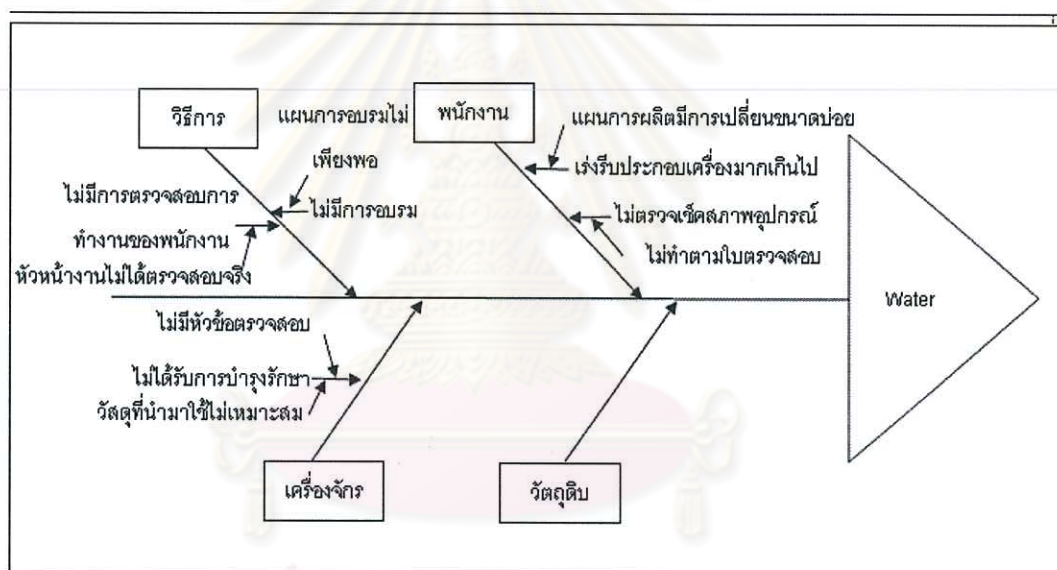 วิธีการ
แผนการอบรมไม่
เพียงพอ
ไม่มีการตรวจสอบการ
ไม่มีการอบรม
ทำงานของพนักงาน
หัวหน้างานไม่ได้ตรวจสอบจริง
พนักงาน
แผนการผลิตมีการเปลี่ยนขนาดบ่อย
เร่งรีบประกอบเครื่องมากเกินไป
ไม่ตรวจเช็คสภาพอุปกรณ์
ไม่ทำตามใบตรวจสอบ
Water
ไม่มีหัวข้อตรวจสอบ
ไม่ได้รับการบำรุงรักษา
วัสดุที่นำมาใช้ไม่เหมาะสม
เครื่องจักร
วัตถุดิบ